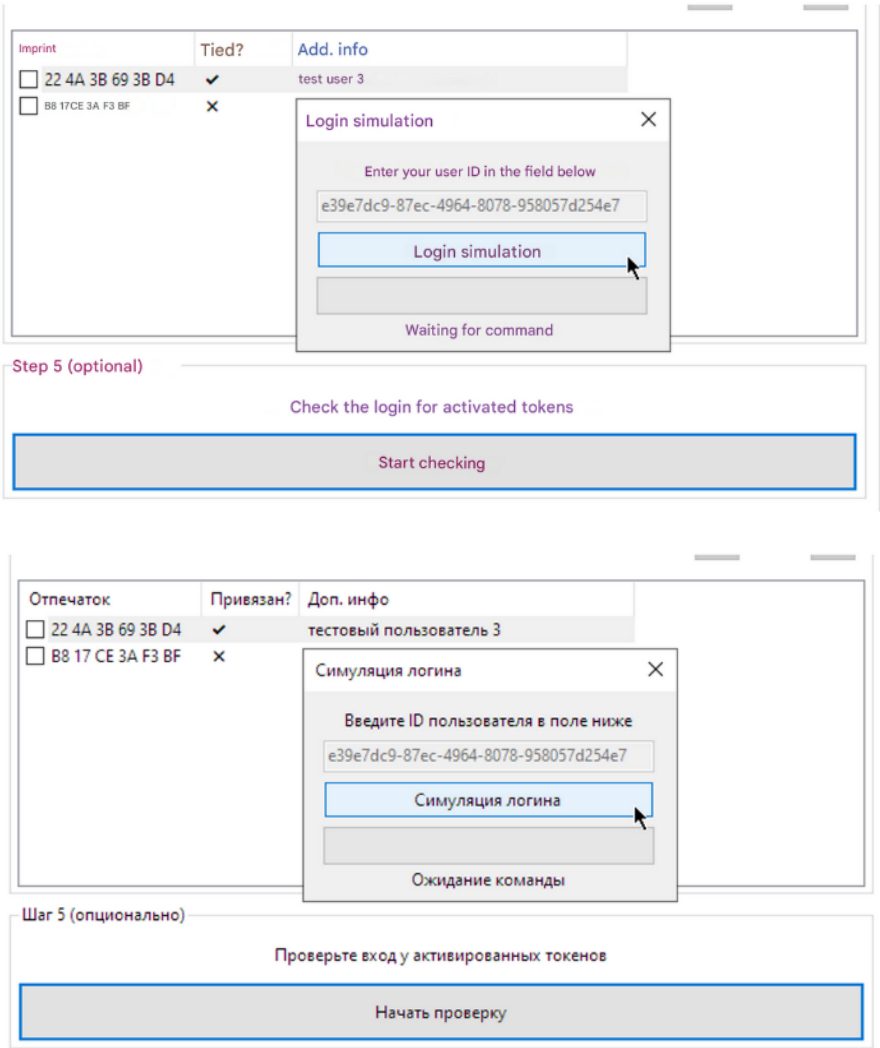 Imprint Tied? Add. info
22 4A 3B 69 3B D4 ✔ test user 3
B8 17CE 3A F3 BF ✕
Login simulation
Enter your user ID in the field below
e39e7dc9-87ec-4964-8078-958057d254e7
Login simulation
Waiting for command
Step 5 (optional)
Check the login for activated tokens
Start checking
Отпечаток Привязан? Доп. инфо
22 4A 3B 69 3B D4 ✔ тестовый пользователь 3
B8 17 CE 3A F3 BF ✕
Симуляция логина
Введите ID пользователя в поле ниже
e39e7dc9-87ec-4964-8078-958057d254e7
Симуляция логина
Ожидание команды
Шаг 5 (опционально)
Проверьте вход у активированных токенов
Начать проверку